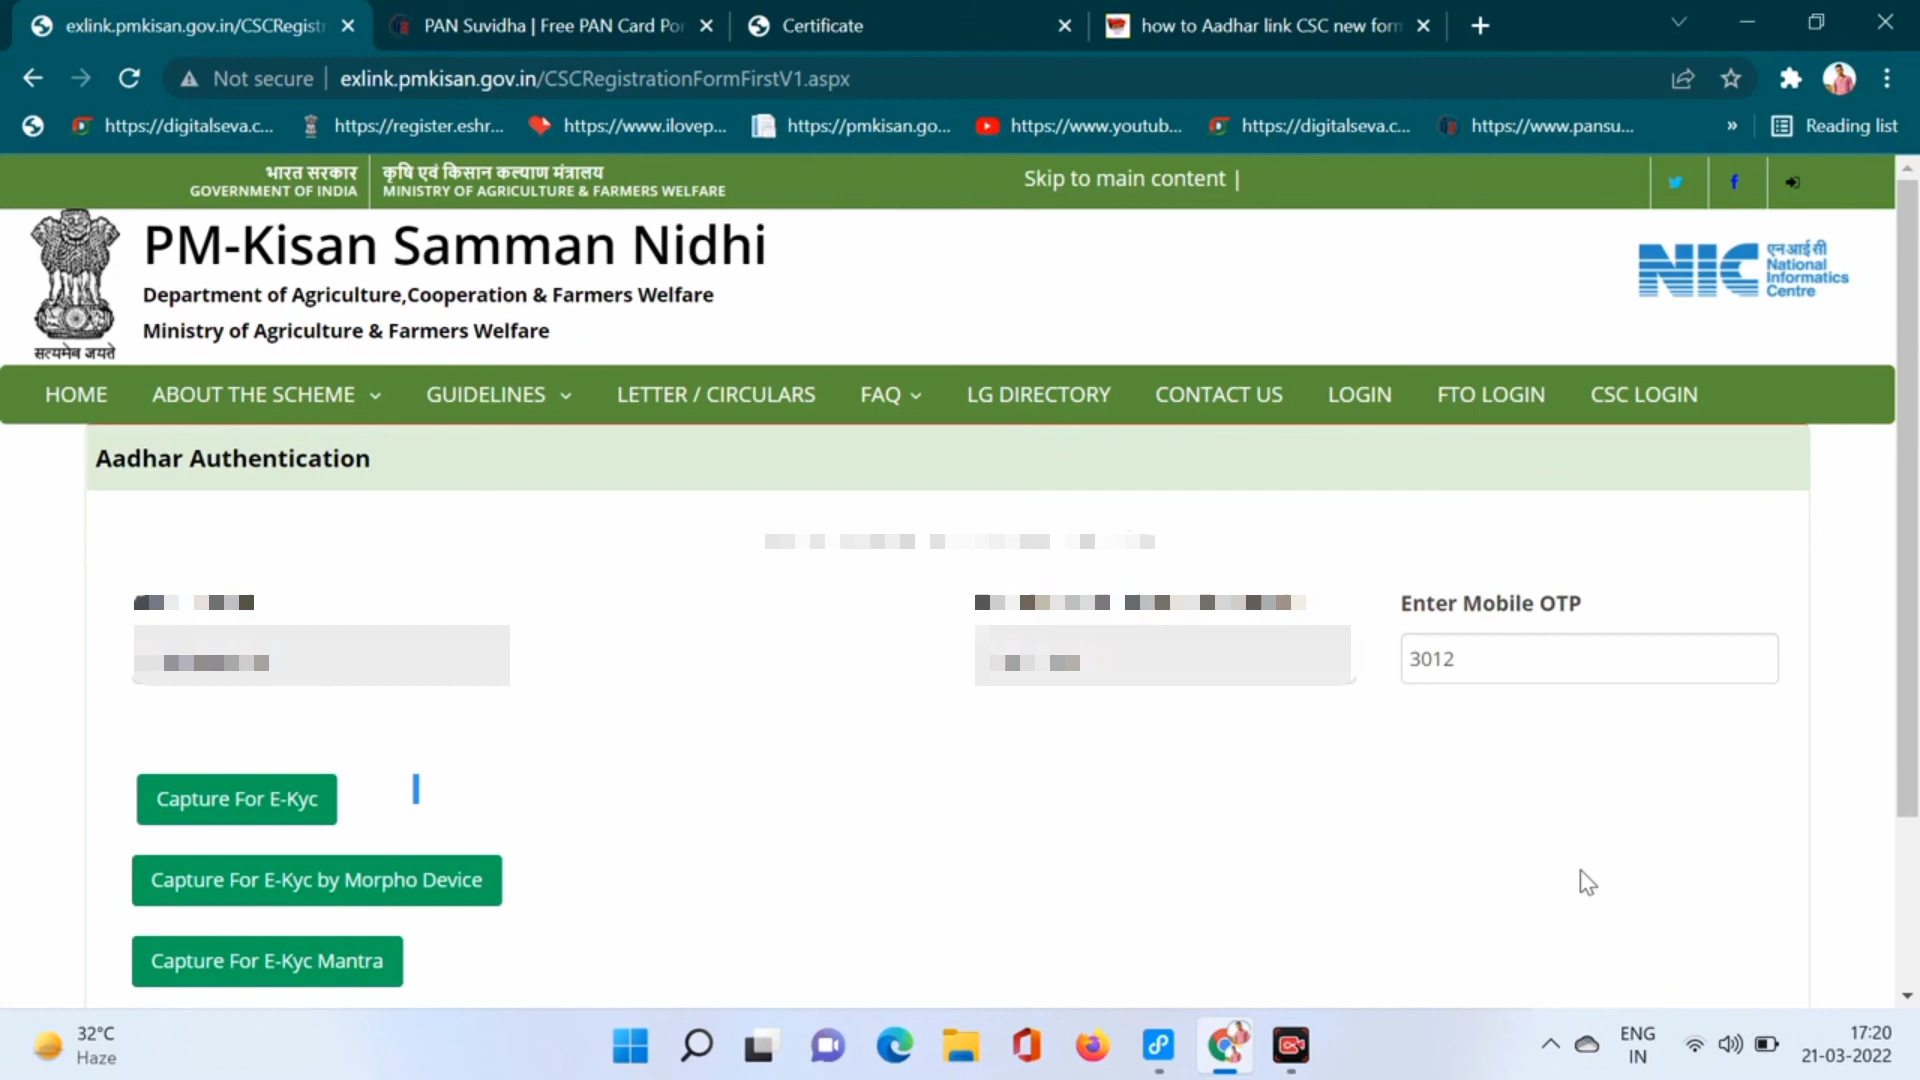 exlink.pmkisan.gov.in/CSCRegistr
PAN Suvidha | Free PAN Card Por
Certificate
how to Aadhar link CSC new form
Not secure
exlink.pmkisan.gov.in/CSCRegistrationFormFirstV1.aspx
https://digitalseva.c...
https://register.eshr...
https://www.ilovep...
https://pmkisan.go...
https://www.youtub...
https://digitalseva.c...
https://www.pansu...
»
Reading list
भारत सरकार
GOVERNMENT OF INDIA
कृषि एवं किसान कल्याण मंत्रालय
MINISTRY OF AGRICULTURE & FARMERS WELFARE
Skip to main content |
PM-Kisan Samman Nidhi
Department of Agriculture,Cooperation & Farmers Welfare
Ministry of Agriculture & Farmers Welfare
सत्यमेव जयते
NIC
एनआईसी
National
Informatics
Centre
HOME
ABOUT THE SCHEME
GUIDELINES
LETTER / CIRCULARS
FAQ
LG DIRECTORY
CONTACT US
LOGIN
FTO LOGIN
CSC LOGIN
Aadhar Authentication
Enter Mobile OTP
3012
Capture For E-Kyc
Capture For E-Kyc by Morpho Device
Capture For E-Kyc Mantra
32°C
Haze
ENG
IN
17:20
21-03-2022